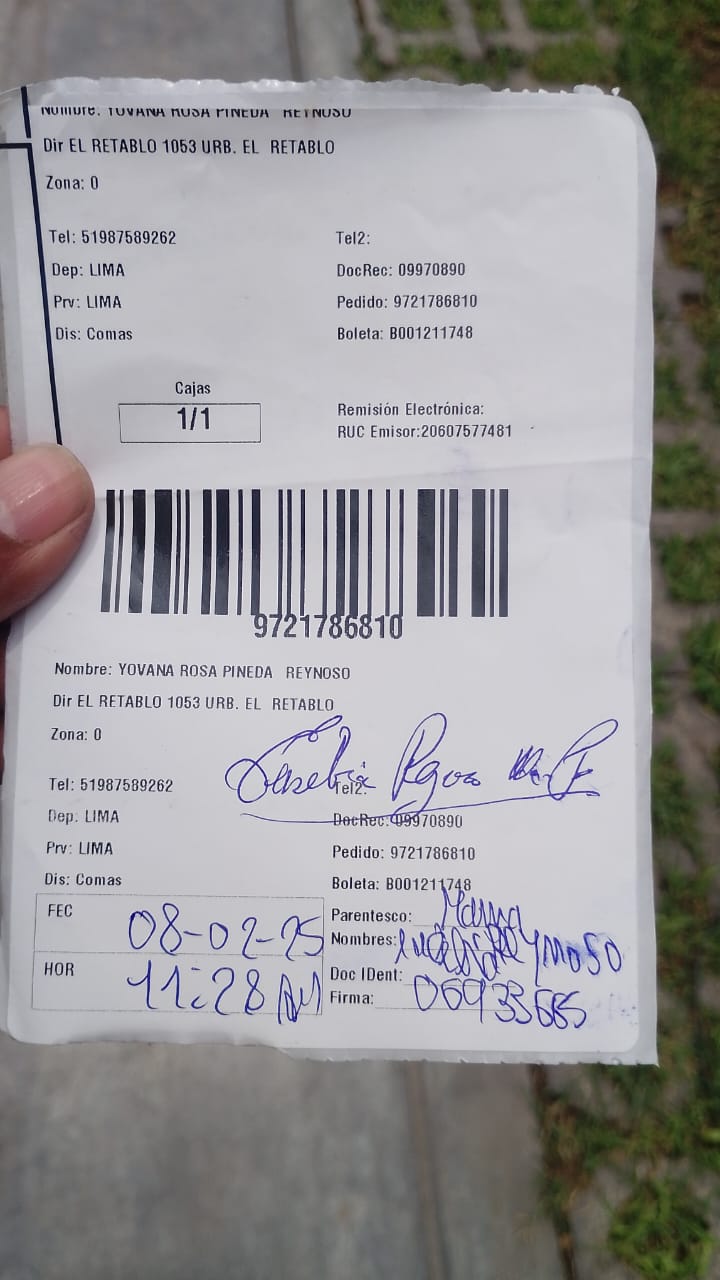 Nombre: YOVANA ROSA PINEDA REYNOSO
Dir EL RETABLO 1053 URB. EL RETABLO
Zona: 0
Tel: 51987589262 Tel2:
Dep: LIMA DocRec: 09970890
Prv: LIMA Pedido: 9721786810
Dis: Comas Boleta: B001211748
Cajas
1/1
Remisión Electrónica:
RUC Emisor:20607577481
9721786810
Nombre: YOVANA ROSA PINEDA REYNOSO
Dir EL RETABLO 1053 URB. EL RETABLO
Zona: 0
Tel: 51987589262 Tel2:
Dep: LIMA DocRec: 09970890
Prv: LIMA Pedido: 9721786810
Dis: Comas Boleta: B001211748
FEC 08-02-25 Parentesco:
Nombres:
HOR 11:28 AM Doc IDent:
Firma: 06933665